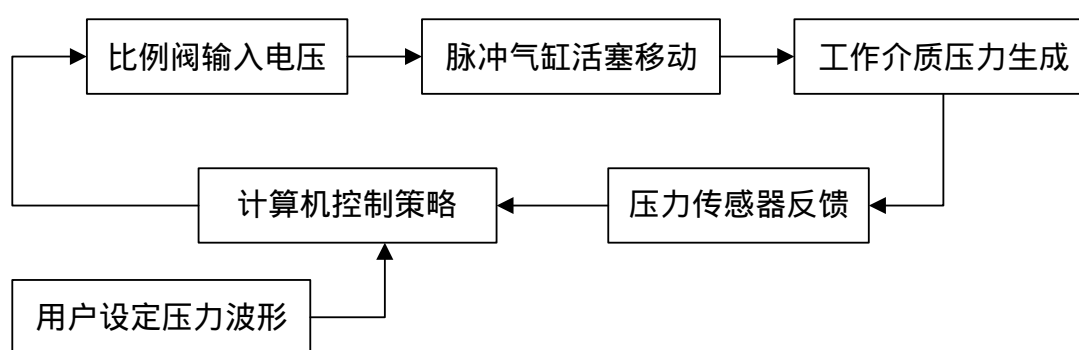 比例阀输入电压
脉冲气缸活塞移动
工作介质压力生成
计算机控制策略
压力传感器反馈
用户设定压力波形